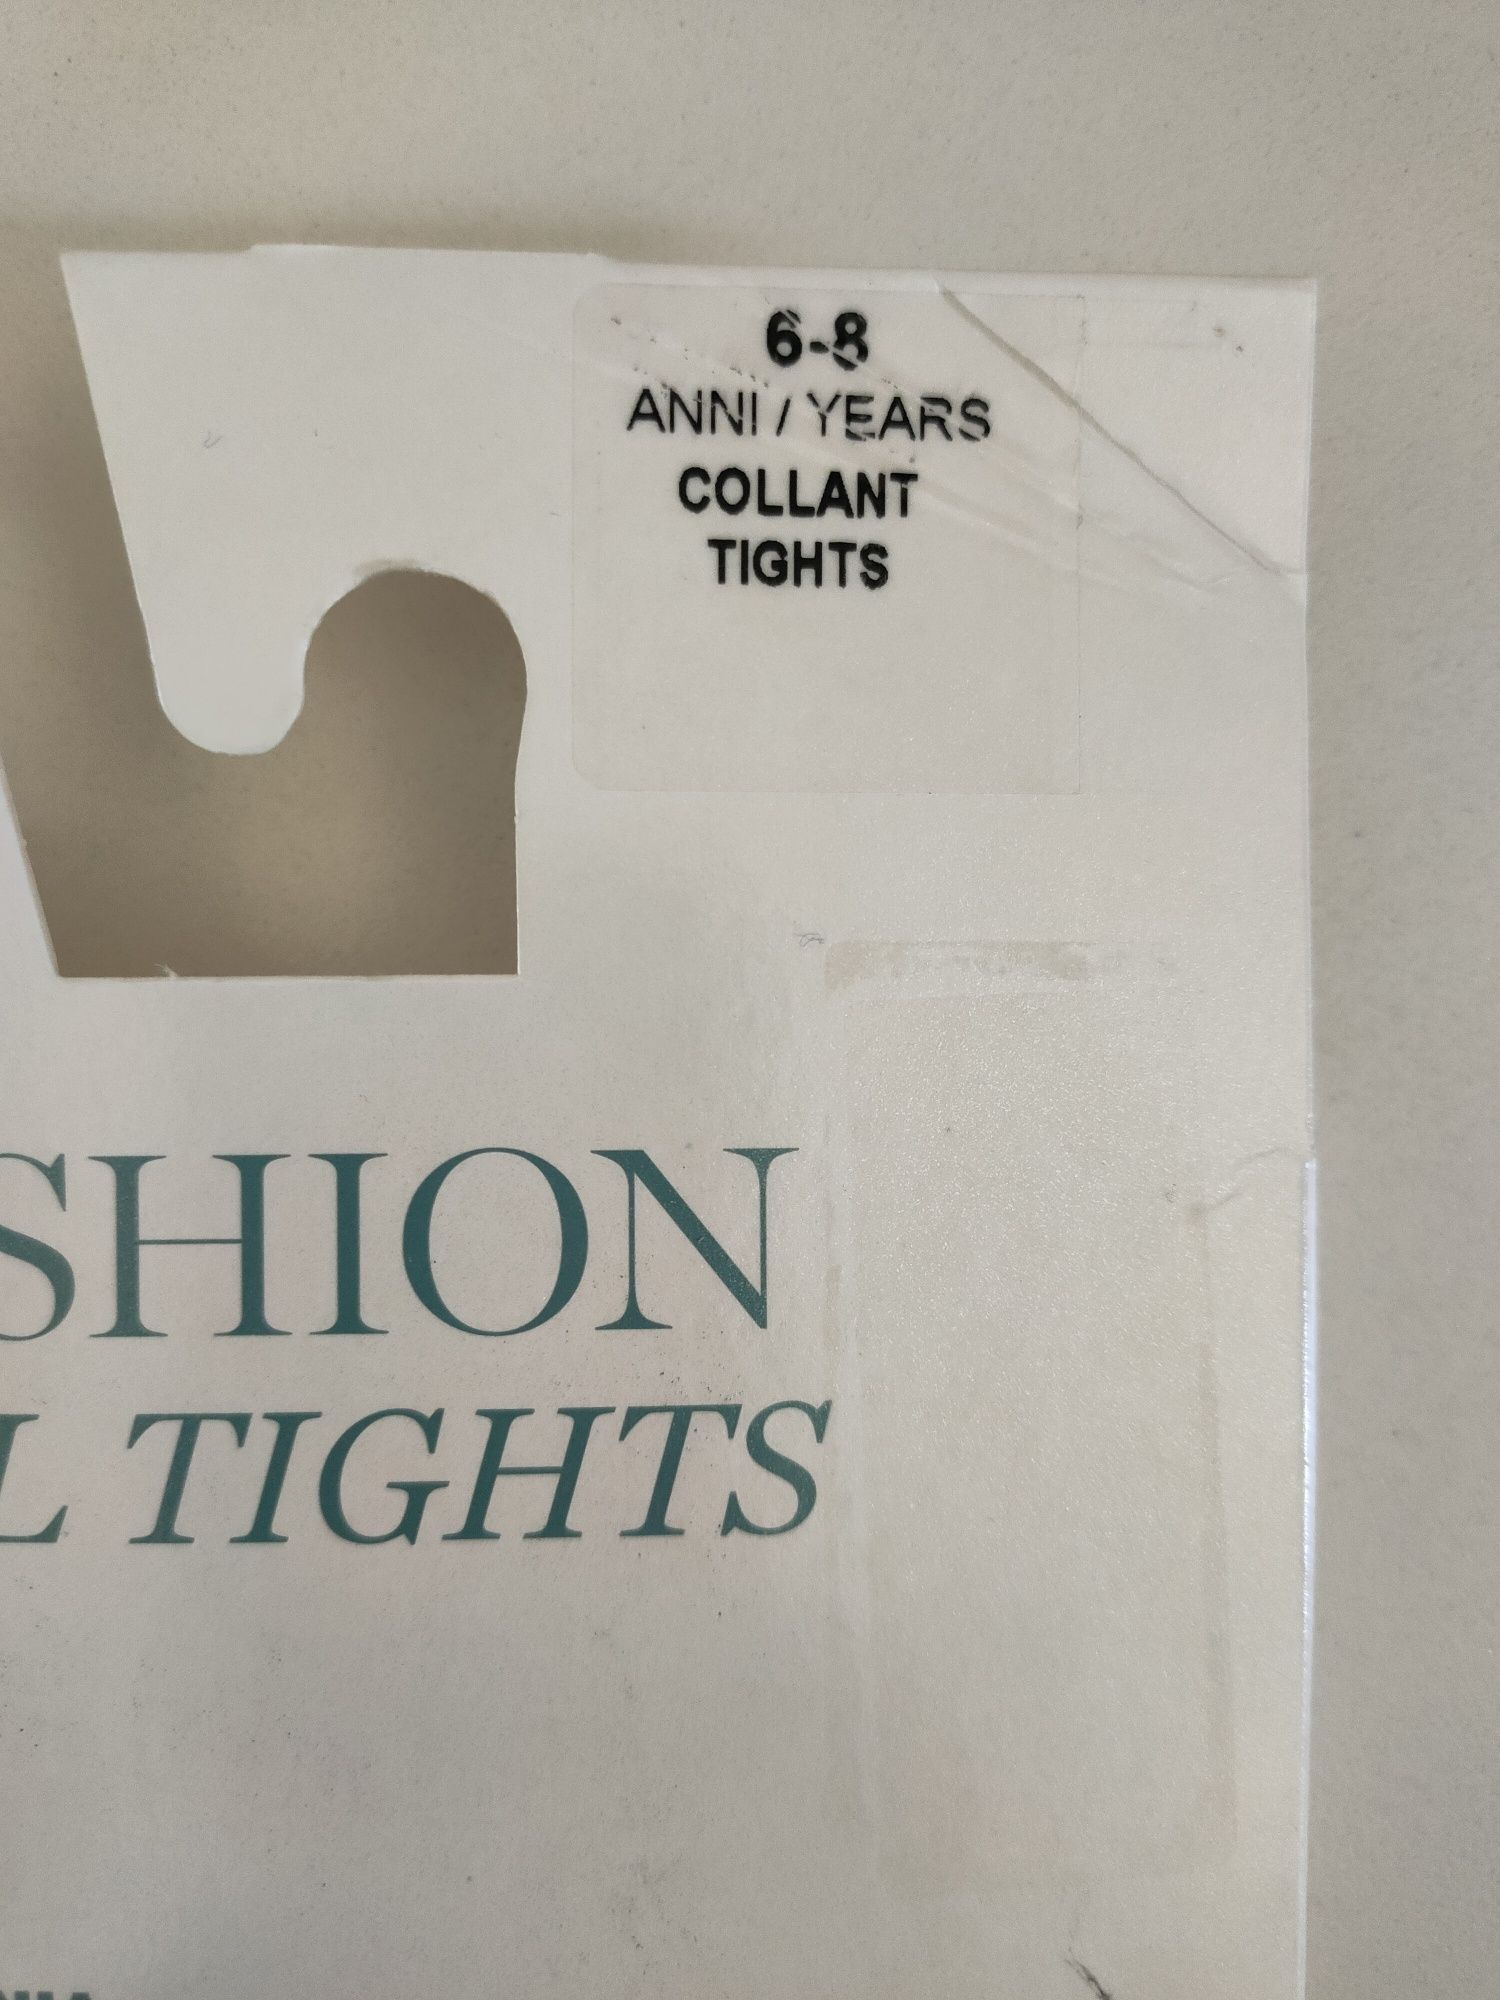 6-8
ANNI / YEARS
COLLANT
TIGHTS
SHION
L TIGHTS